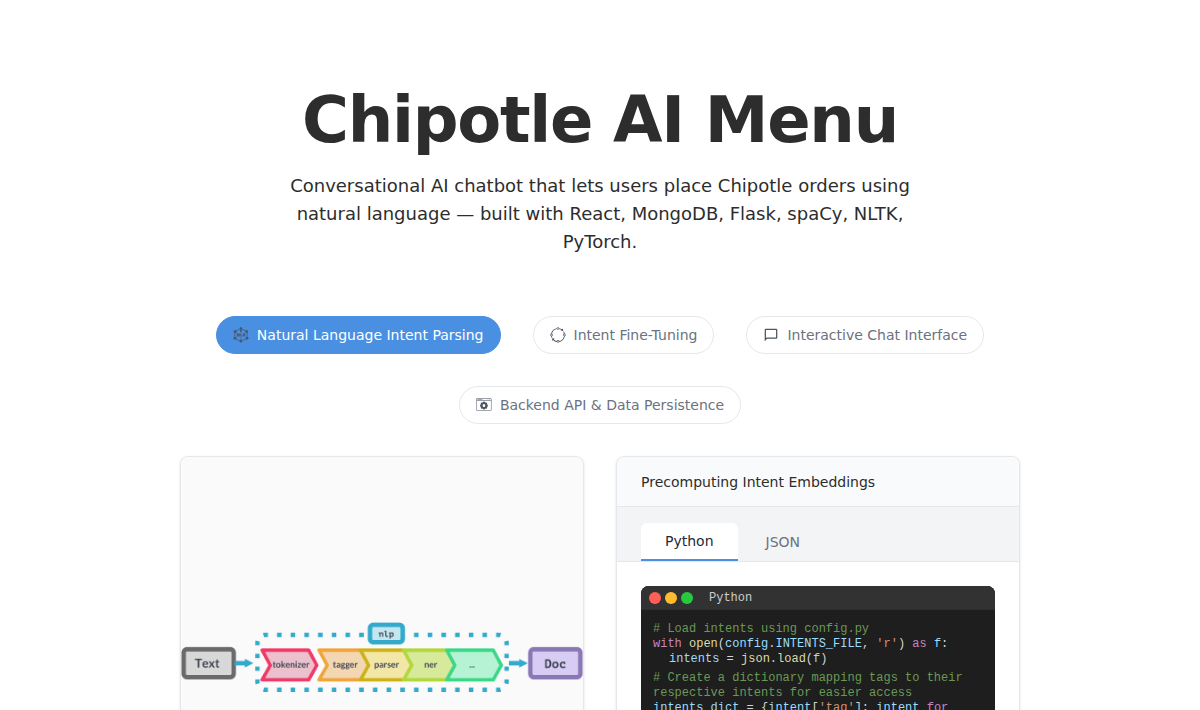 Chipotle AI Menu
Conversational AI chatbot that lets users place Chipotle orders using
natural language — built with React, MongoDB, Flask, spaCy, NLTK,
PyTorch.
Natural Language Intent Parsing
Intent Fine-Tuning
Interactive Chat Interface
Backend API & Data Persistence
nlp
Text
tokenizer
tagger
parser
ner
...
Doc
Precomputing Intent Embeddings
Python
JSON
Python
# Load intents using config.py
with open(config.INTENTS_FILE, 'r') as f:
intents = json.load(f)
# Create a dictionary mapping tags to their
respective intents for easier access
intents_dict = {intent['tag']: intent for